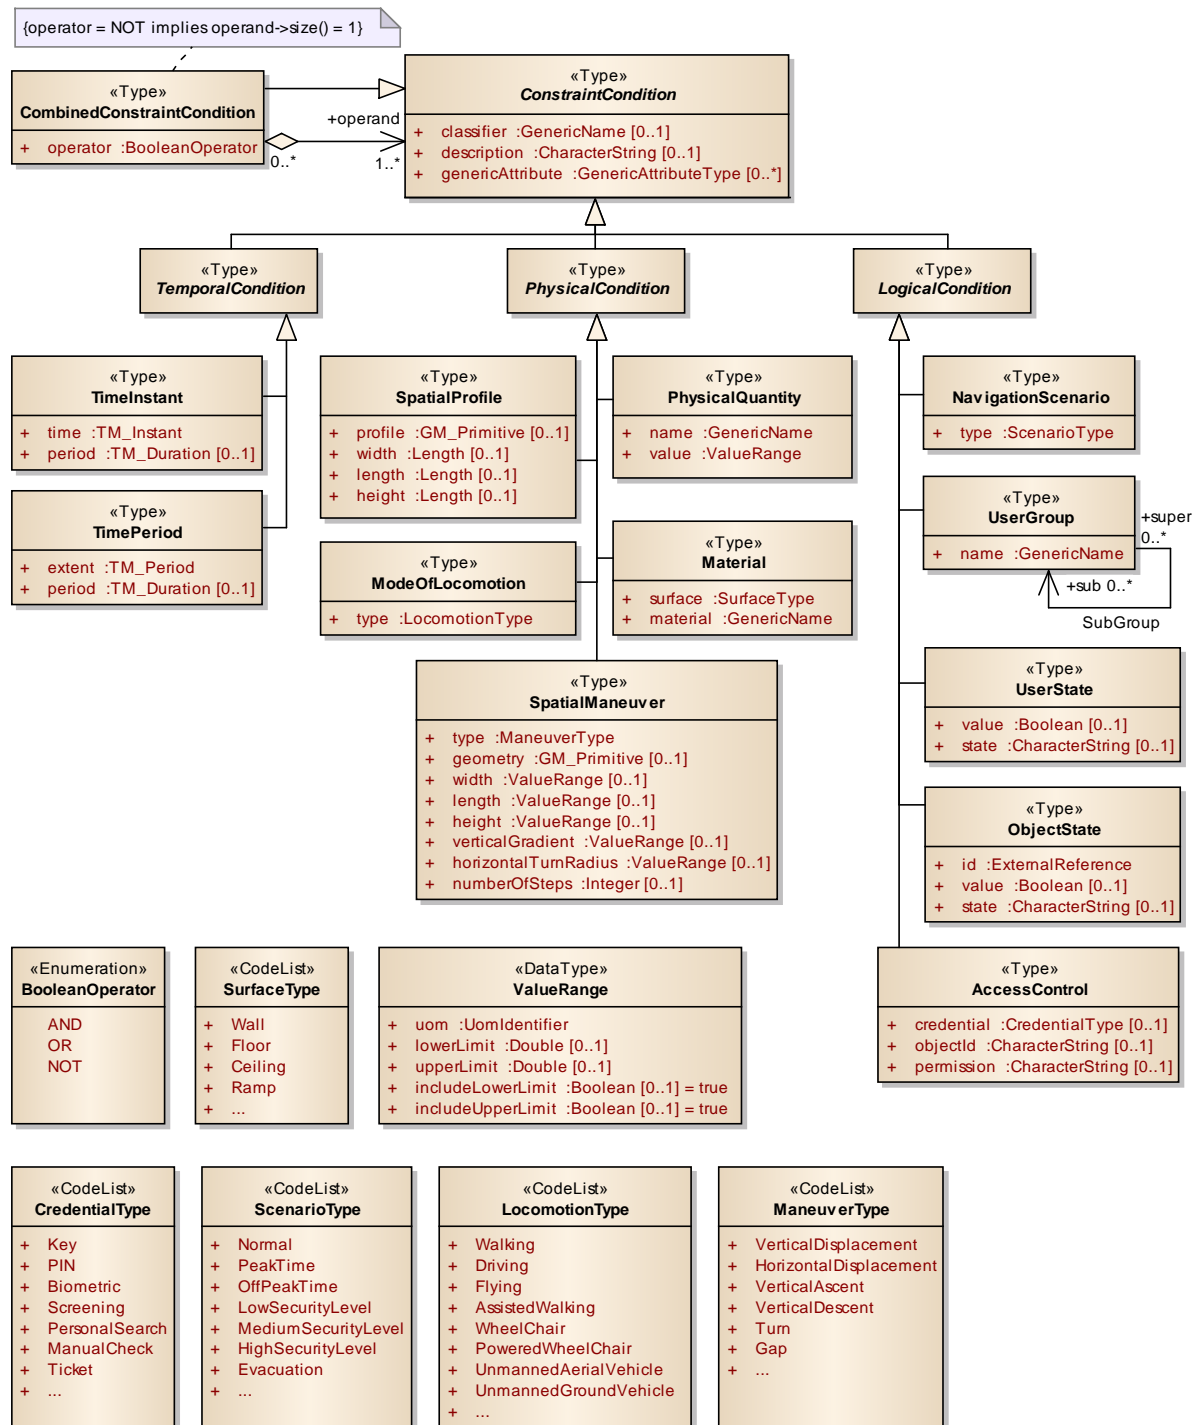 {operator = NOT implies operand->size() = 1}
«Type»
CombinedConstraintCondition
+ operator :BooleanOperator
0..*
+operand
1..*
«Type»
ConstraintCondition
+ classifier :GenericName [0..1]
+ description :CharacterString [0..1]
+ genericAttribute :GenericAttributeType [0..*]
«Type»
TemporalCondition
«Type»
PhysicalCondition
«Type»
LogicalCondition
«Type»
TimeInstant
+ time :TM_Instant
+ period :TM_Duration [0..1]
«Type»
SpatialProfile
+ profile :GM_Primitive [0..1]
+ width :Length [0..1]
+ length :Length [0..1]
+ height :Length [0..1]
«Type»
PhysicalQuantity
+ name :GenericName
+ value :ValueRange
«Type»
NavigationScenario
+ type :ScenarioType
«Type»
TimePeriod
+ extent :TM_Period
+ period :TM_Duration [0..1]
«Type»
ModeOfLocomotion
+ type :LocomotionType
«Type»
Material
+ surface :SurfaceType
+ material :GenericName
«Type»
UserGroup
+ name :GenericName
+super
0..*
+sub 0..*
SubGroup
«Type»
SpatialManeuver
+ type :ManeuverType
+ geometry :GM_Primitive [0..1]
+ width :ValueRange [0..1]
+ length :ValueRange [0..1]
+ height :ValueRange [0..1]
+ verticalGradient :ValueRange [0..1]
+ horizontalTurnRadius :ValueRange [0..1]
+ numberOfSteps :Integer [0..1]
«Type»
UserState
+ value :Boolean [0..1]
+ state :CharacterString [0..1]
«Type»
ObjectState
+ id :ExternalReference
+ value :Boolean [0..1]
+ state :CharacterString [0..1]
«Enumeration»
BooleanOperator
AND
OR
NOT
«CodeList»
SurfaceType
+ Wall
+ Floor
+ Ceiling
+ Ramp
+ ...
«DataType»
ValueRange
+ uom :UomIdentifier
+ lowerLimit :Double [0..1]
+ upperLimit :Double [0..1]
+ includeLowerLimit :Boolean [0..1] = true
+ includeUpperLimit :Boolean [0..1] = true
«Type»
AccessControl
+ credential :CredentialType [0..1]
+ objectId :CharacterString [0..1]
+ permission :CharacterString [0..1]
«CodeList»
CredentialType
+ Key
+ PIN
+ Biometric
+ Screening
+ PersonalSearch
+ ManualCheck
+ Ticket
+ ...
«CodeList»
ScenarioType
+ Normal
+ PeakTime
+ OffPeakTime
+ LowSecurityLevel
+ MediumSecurityLevel
+ HighSecurityLevel
+ Evacuation
+ ...
«CodeList»
LocomotionType
+ Walking
+ Driving
+ Flying
+ AssistedWalking
+ WheelChair
+ PoweredWheelChair
+ UnmannedAerialVehicle
+ UnmannedGroundVehicle
+ ...
«CodeList»
ManeuverType
+ VerticalDisplacement
+ HorizontalDisplacement
+ VerticalAscent
+ VerticalDescent
+ Turn
+ Gap
+ ...